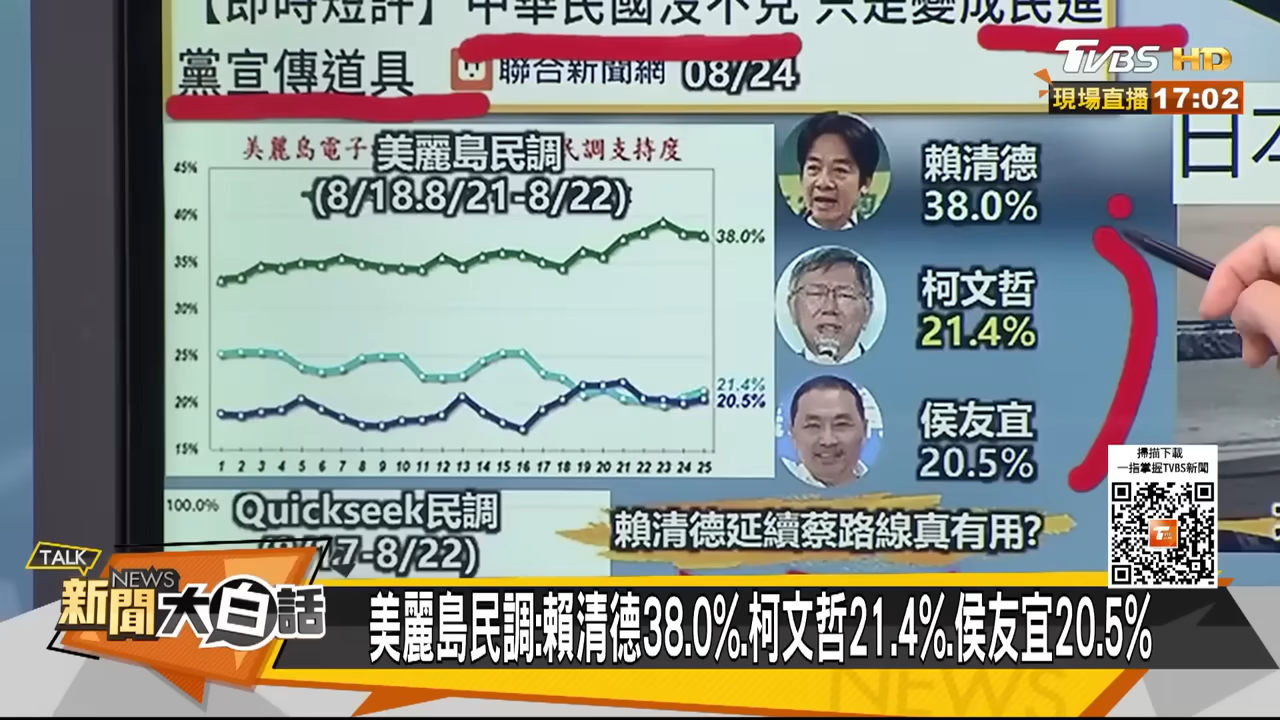 【即時短評】中華民國沒不見 只是變成民進
黨宣傳道具
聯合新聞網 08/24
TVBS HD
現場直播 17:02
日本
美麗島電子
民調支持度
美麗島民調
(8/18.8/21-8/22)
45%
40%
35%
30%
25%
20%
15%
38.0%
21.4%
20.5%
1 2 3 4 5 6 7 8 9 10 11 12 13 14 15 16 17 18 19 20 21 22 23 24 25
賴清德
38.0%
柯文哲
21.4%
侯友宜
20.5%
掃描下載
一指掌握TVBS新聞
100.0%
Quickseek民調
7-8/22)
賴清德延續蔡路線真有用?
TALK
NEWS
新聞大白話
美麗島民調:賴清德38.0%.柯文哲21.4%.侯友宜20.5%
NEWS